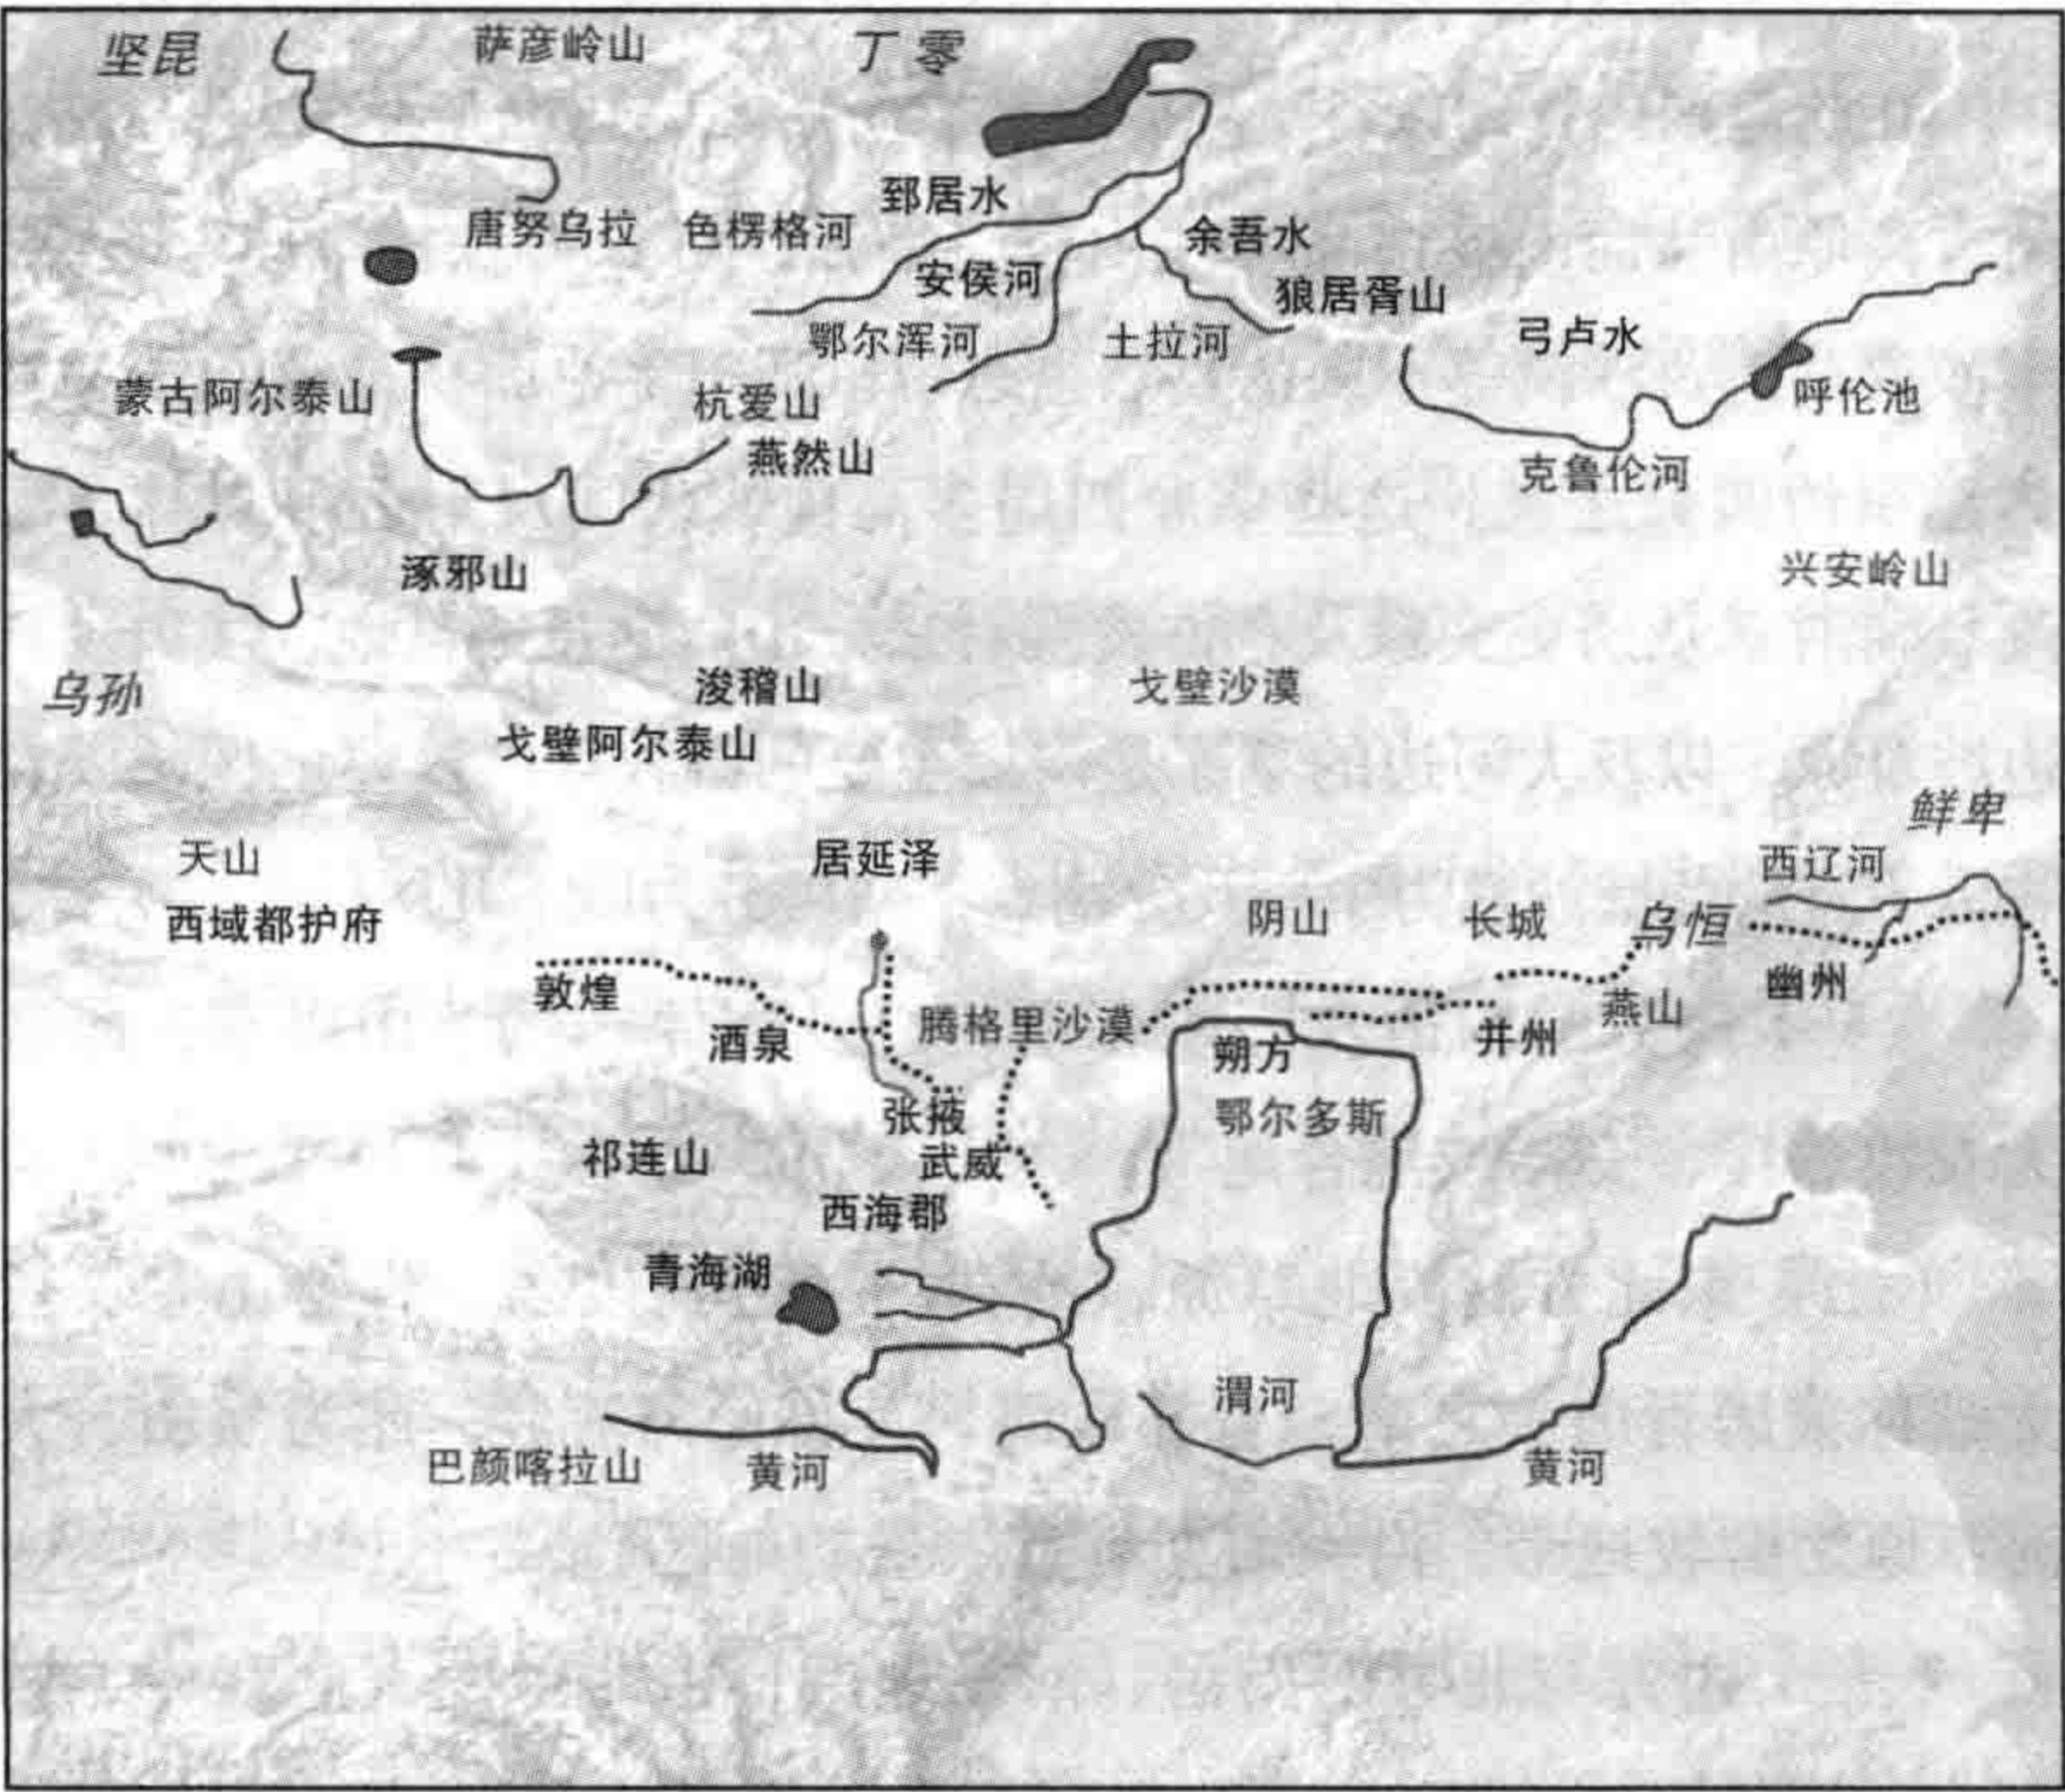 坚昆
萨彦岭山
丁零
郅居水
唐努乌拉
色楞格河
余吾水
安侯河
狼居胥山
弓卢水
鄂尔浑河
土拉河
蒙古阿尔泰山
杭爱山
呼伦池
燕然山
克鲁伦河
涿邪山
兴安岭山
乌孙
浚稽山
戈壁沙漠
戈壁阿尔泰山
鲜卑
天山
居延泽
西辽河
西域都护府
阴山
长城
乌恒
敦煌
幽州
燕山
酒泉
腾格里沙漠
朔方
并州
张掖
鄂尔多斯
祁连山
武威
西海郡
青海湖
渭河
巴颜喀拉山
黄河
黄河